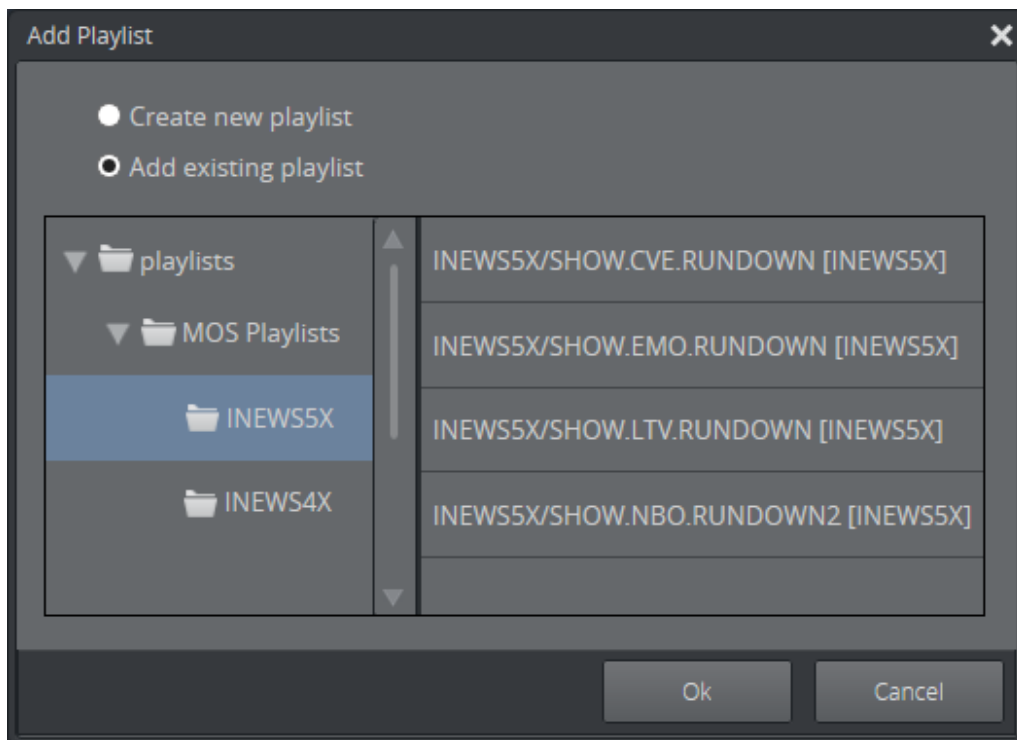 Add Playlist
Create new playlist
Add existing playlist
playlists
MOS Playlists
INEWS5X
INEWS4X
INEWS5X/SHOW.CVE.RUNDOWN [INEWS5X]
INEWS5X/SHOW.EMO.RUNDOWN [INEWS5X]
INEWS5X/SHOW.LTV.RUNDOWN [INEWS5X]
INEWS5X/SHOW.NBO.RUNDOWN2 [INEWS5X]
Ok
Cancel